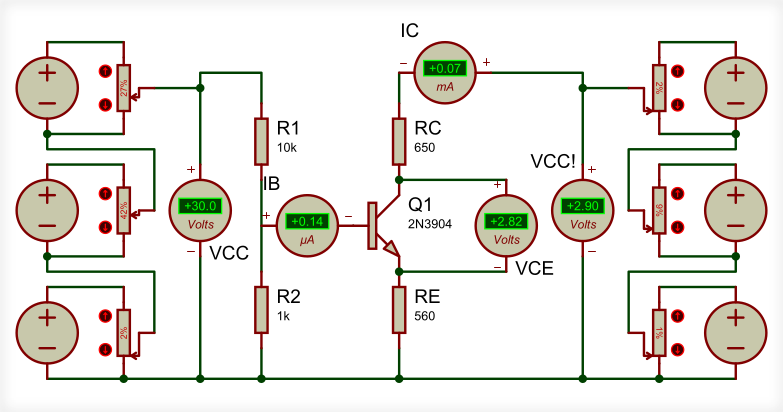 IC
+0.07
mA
27%
R1
10k
RC
650
2%
VCC!
IB
42%
+30.0
Volts
VCC
+0.14
µA
Q1
2N3904
+2.82
Volts
VCE
+2.90
Volts
9%
R2
1k
RE
560
2%
1%